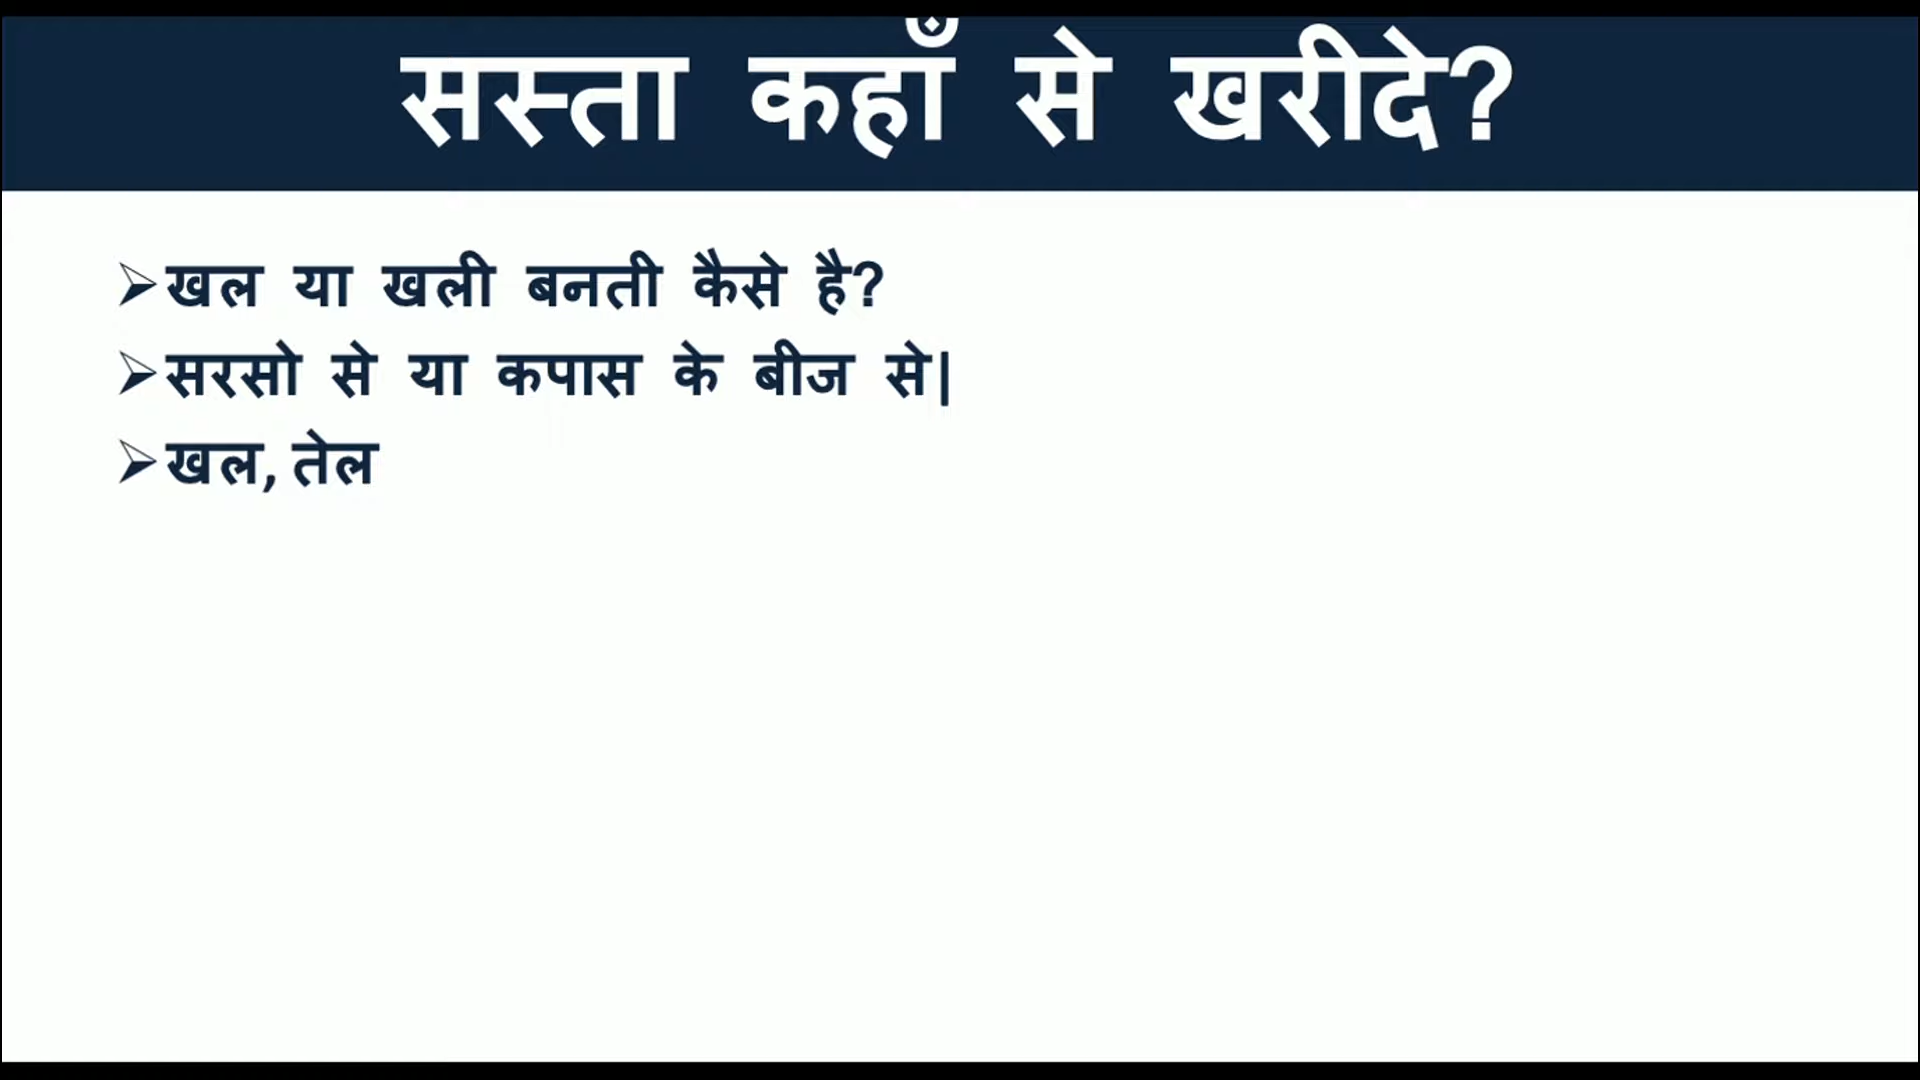 सस्ता कहाँ से खरीदे?
खल या खली बनती कैसे है?
सरसो से या कपास के बीज से|
खल, तेल